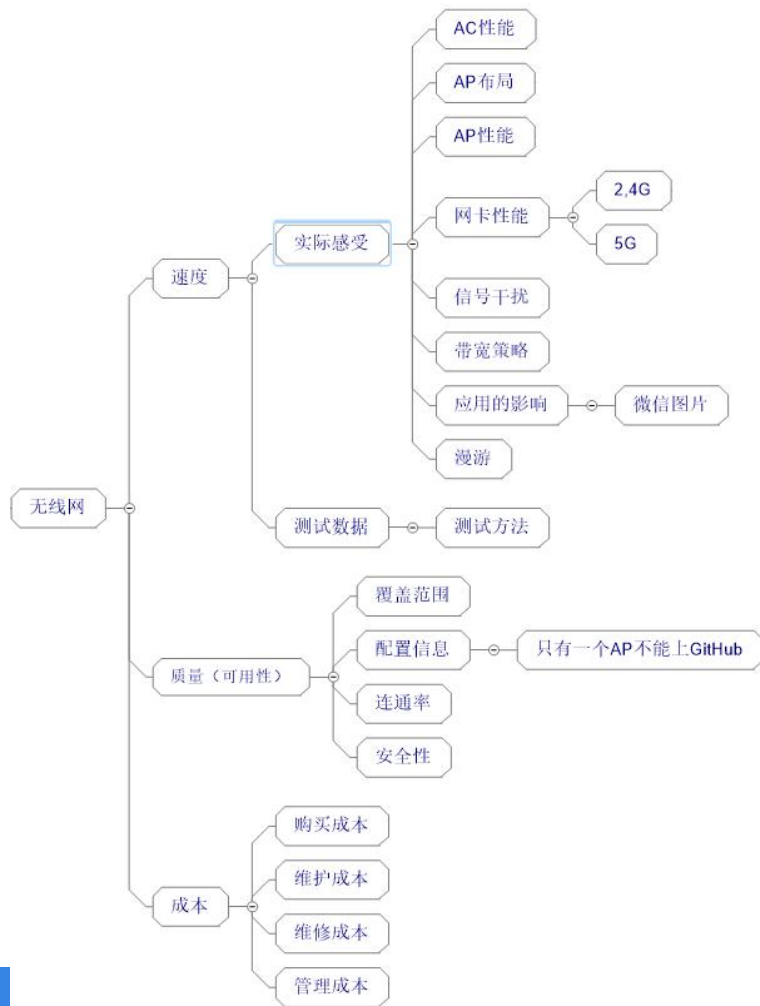 无线网
速度
实际感受
AC性能
AP布局
AP性能
网卡性能
2,4G
5G
信号干扰
带宽策略
应用的影响
微信图片
漫游
测试数据
测试方法
质量（可用性）
覆盖范围
配置信息
只有一个AP不能上GitHub
连通率
安全性
成本
购买成本
维护成本
维修成本
管理成本